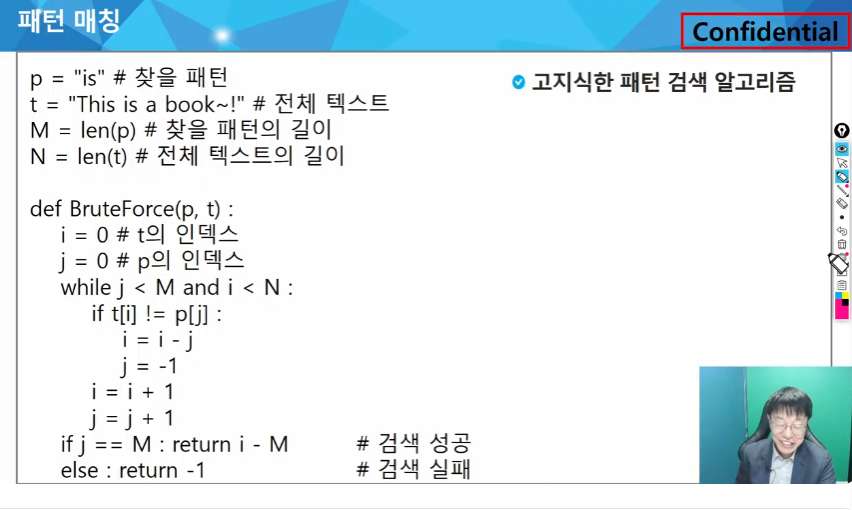 패턴 매칭
Confidential
p = "is" # 찾을 패턴
t = "This is a book~!" # 전체 텍스트
M = len(p) # 찾을 패턴의 길이
N = len(t) # 전체 텍스트의 길이
def BruteForce(p, t) :
i = 0 # t의 인덱스
j = 0 # p의 인덱스
while j < M and i < N :
if t[i] != p[j] :
i = i - j
j = -1
i = i + 1
j = j + 1
if j == M : return i - M # 검색 성공
else : return -1 # 검색 실패
고지식한 패턴 검색 알고리즘